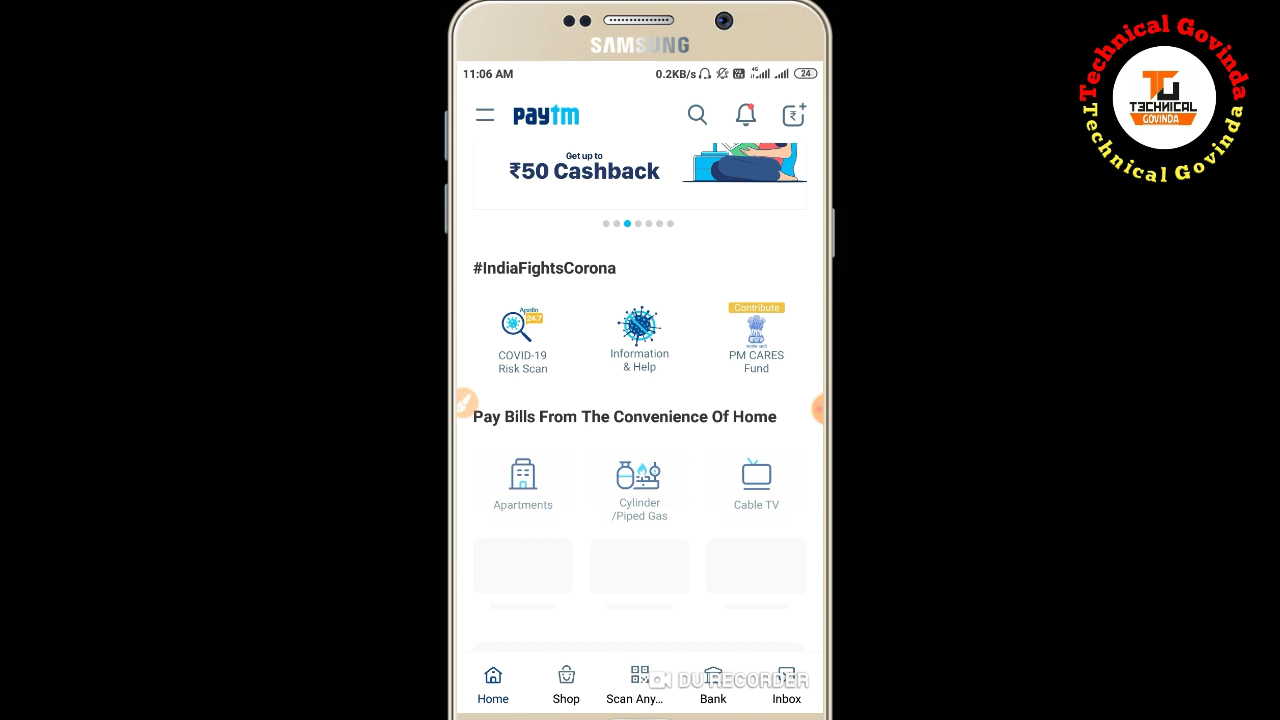 SAMSUNG
11:06 AM
0.2KB/s
4G
24
paytm
Get up to
₹50 Cashback
#IndiaFightsCorona
Apollo
24|7
COVID-19
Risk Scan
Information
& Help
Contribute
PM CARES
Fund
Pay Bills From The Convenience Of Home
Apartments
Cylinder
/Piped Gas
Cable TV
Home
Shop
Scan Any...
Bank
Inbox
DU RECORDER
Technical Govinda
TG
TECHNICAL
GOVINDA
Technical Govinda